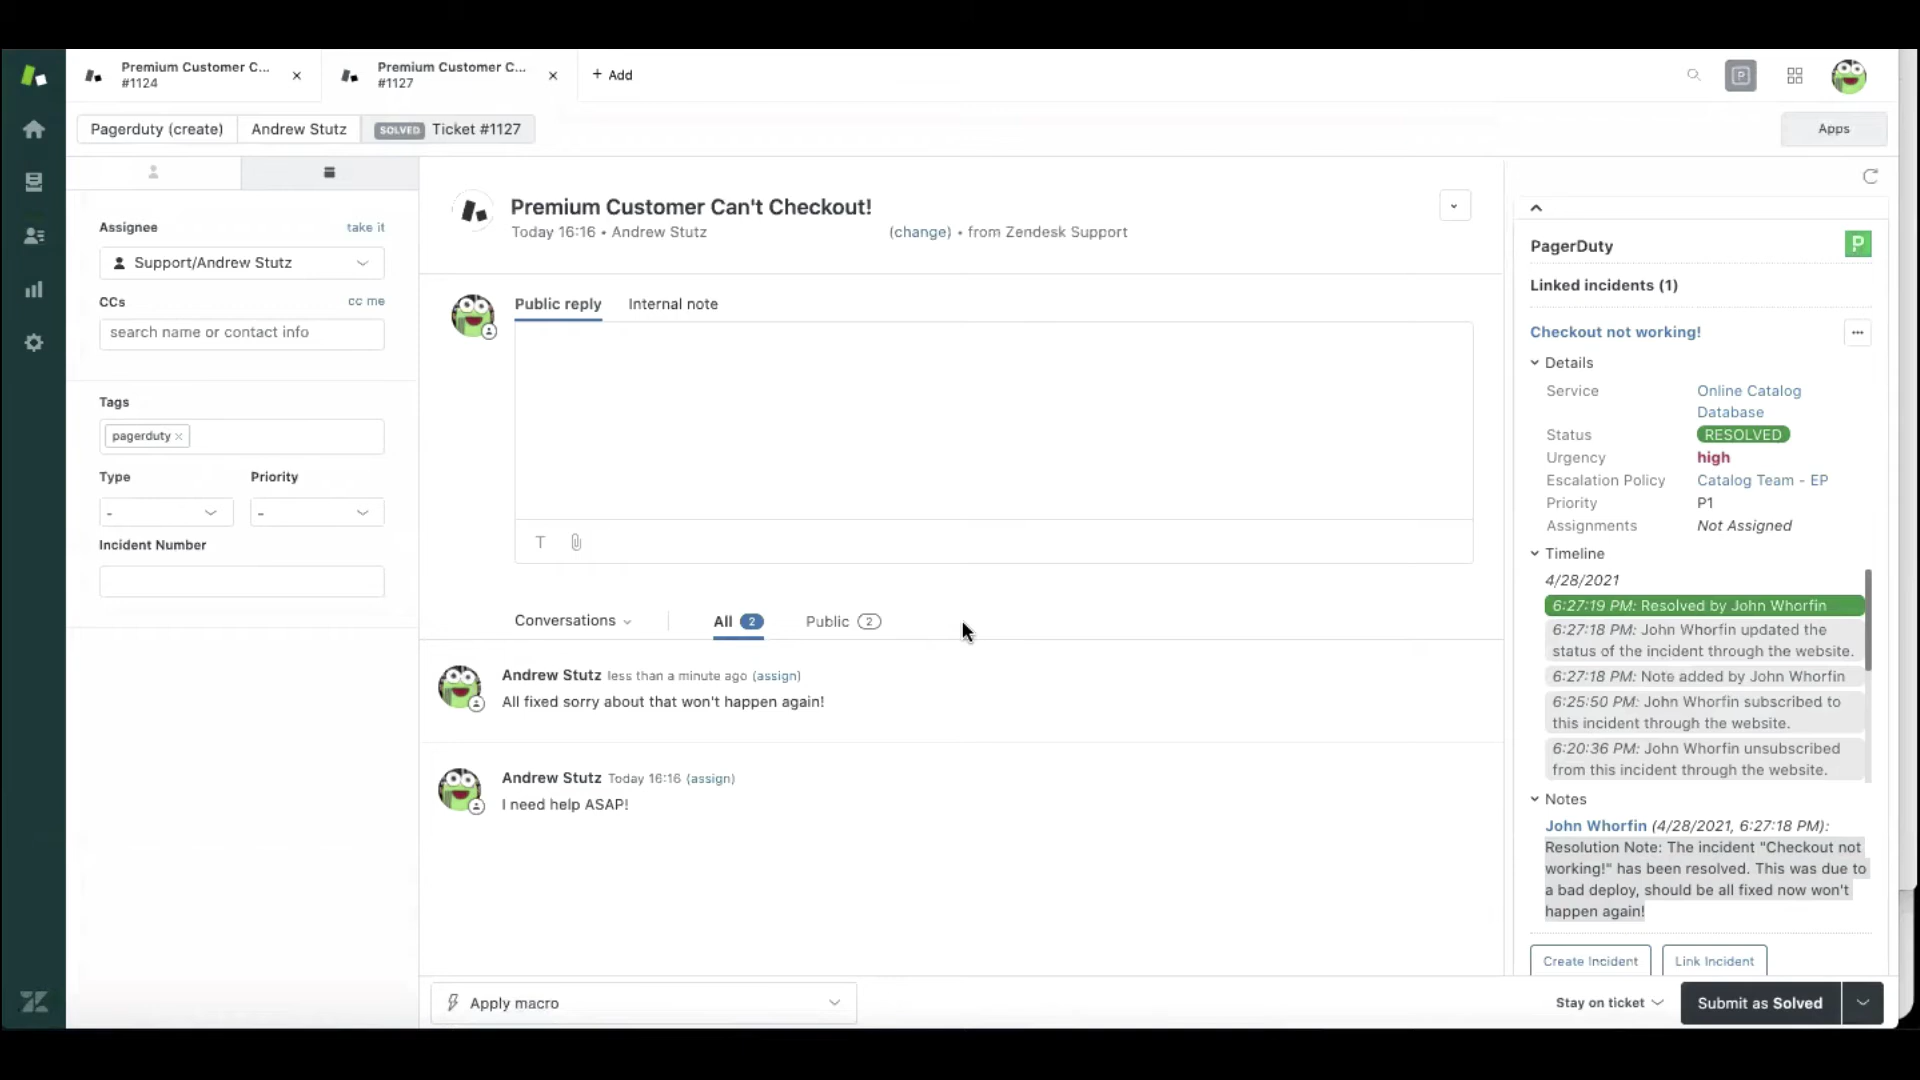 Premium Customer C...
#1124
Premium Customer C...
#1127
+ Add
Pagerduty (create)
Andrew Stutz
SOLVED Ticket #1127
Apps
Assignee
take it
Support/Andrew Stutz
CCs
cc me
search name or contact info
Tags
pagerduty ×
Type
Priority
-
-
Incident Number
Premium Customer Can't Checkout!
Today 16:16 • Andrew Stutz
(change) • from Zendesk Support
Public reply
Internal note
T
Conversations
All 2
Public 2
Andrew Stutz less than a minute ago (assign)
All fixed sorry about that won't happen again!
Andrew Stutz Today 16:16 (assign)
I need help ASAP!
Apply macro
PagerDuty
P
Linked incidents (1)
Checkout not working!
...
Details
Service
Online Catalog
Database
Status
RESOLVED
Urgency
high
Escalation Policy
Catalog Team - EP
Priority
P1
Assignments
Not Assigned
Timeline
4/28/2021
6:27:19 PM: Resolved by John Whorfin
6:27:18 PM: John Whorfin updated the
status of the incident through the website.
6:27:18 PM: Note added by John Whorfin
6:25:50 PM: John Whorfin subscribed to
this incident through the website.
6:20:36 PM: John Whorfin unsubscribed
from this incident through the website.
Notes
John Whorfin (4/28/2021, 6:27:18 PM):
Resolution Note: The incident "Checkout not
working!" has been resolved. This was due to
a bad deploy, should be all fixed now won't
happen again!
Create Incident
Link Incident
Stay on ticket
Submit as Solved